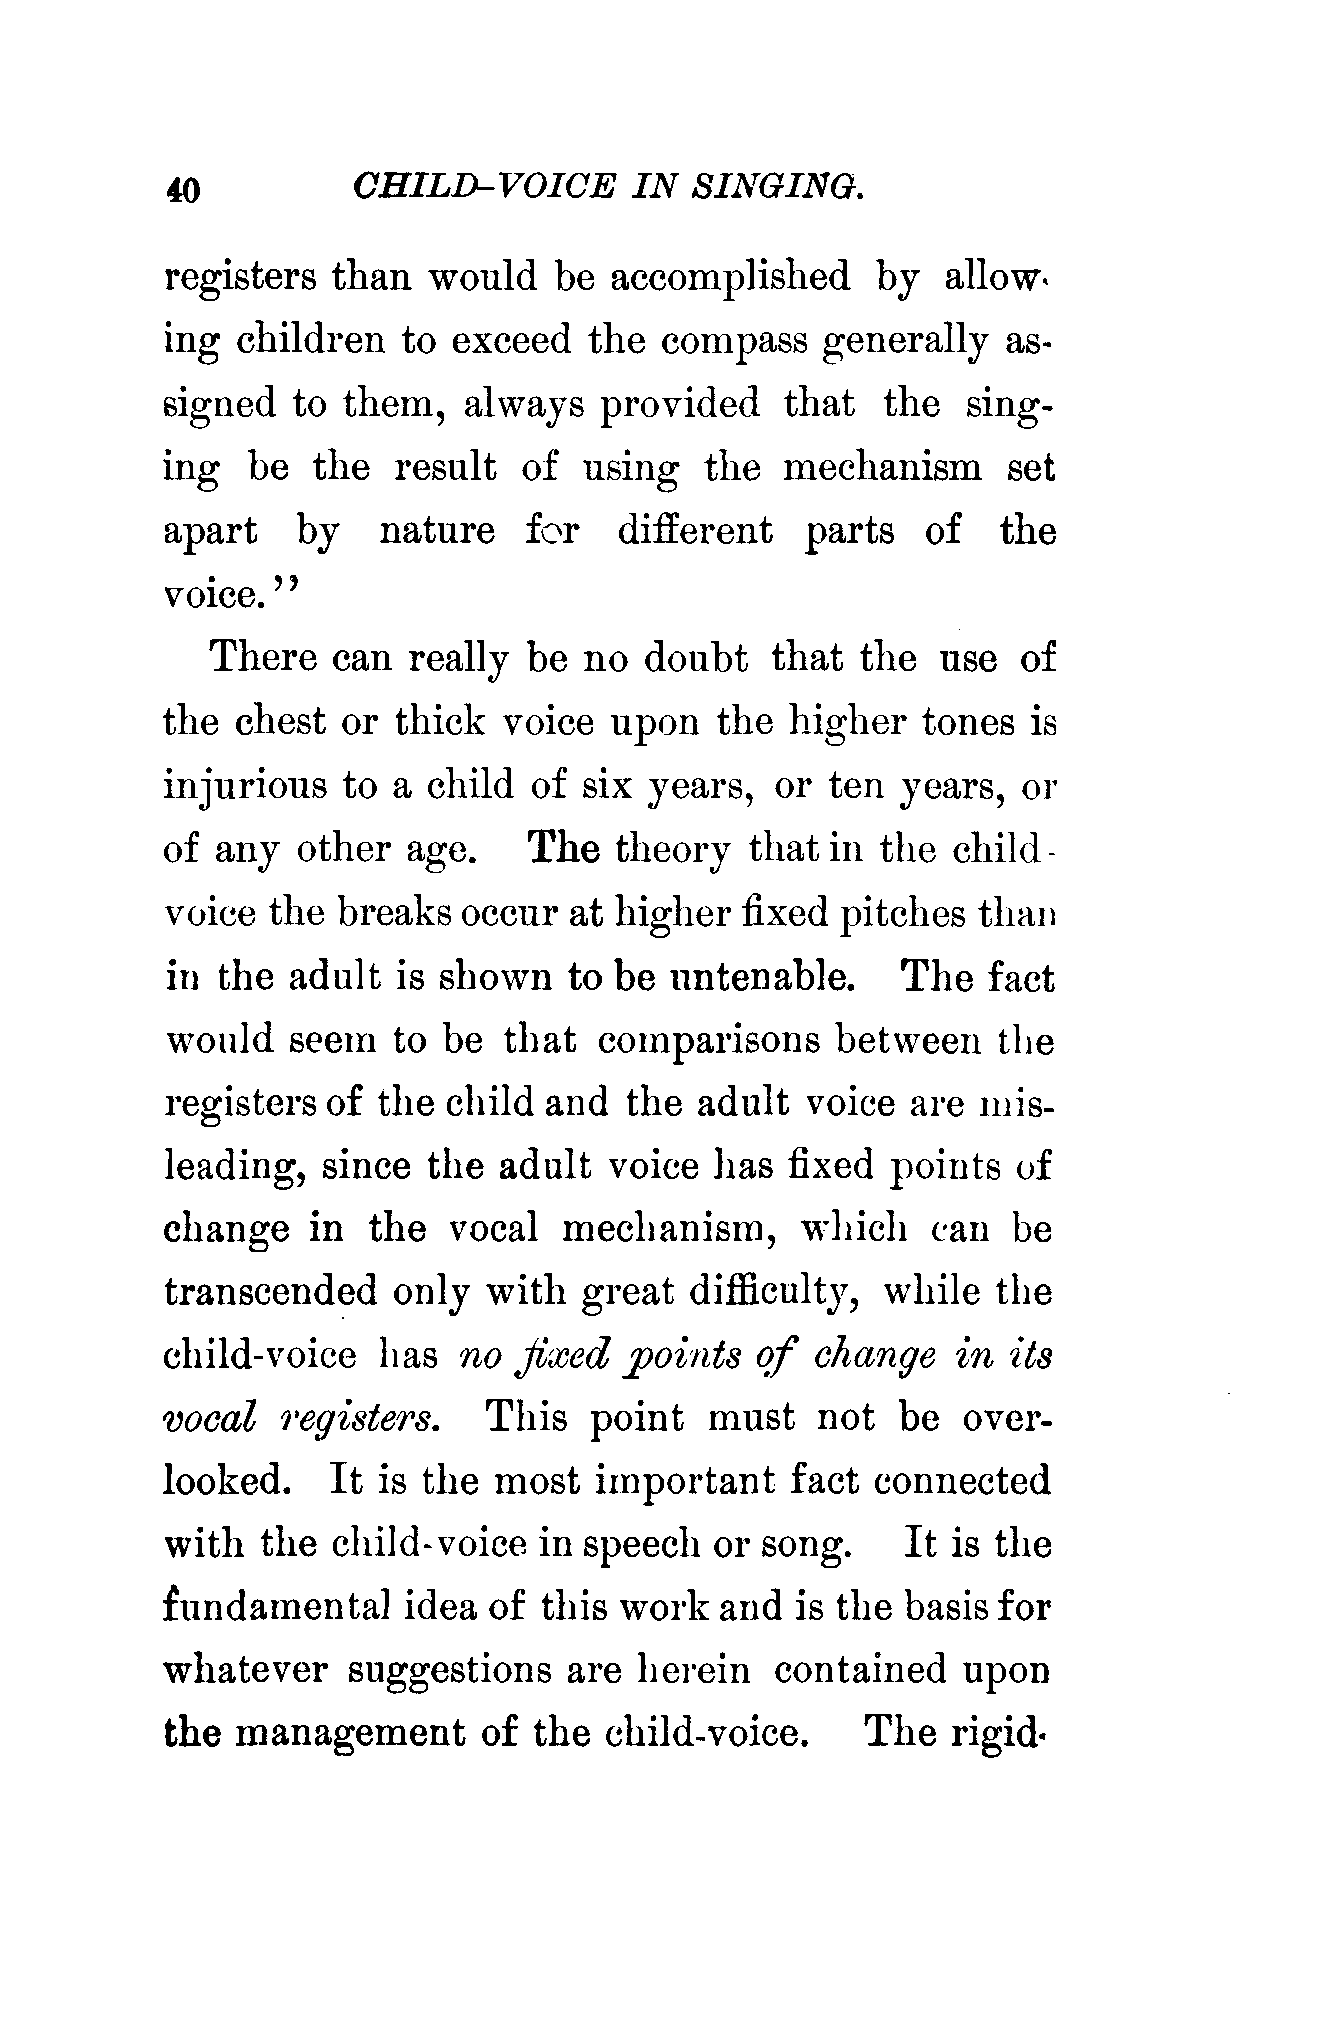 40 CHILD-VOICE IN SINGING.
registers than would be accomplished by allow-
ing children to exceed the compass generally as-
signed to them, always provided that the sing-
ing be the result of using the mechanism set
apart by nature for different parts of the
voice."
There can really be no doubt that the use of
the chest or thick voice upon the higher tones is
injurious to a child of six years, or ten years, or
of any other age. The theory that in the child-
voice the breaks occur at higher fixed pitches than
in the adult is shown to be untenable. The fact
would seem to be that comparisons between the
registers of the child and the adult voice are mis-
leading, since the adult voice has fixed points of
change in the vocal mechanism, which can be
transcended only with great difficulty, while the
child-voice has no fixed points of change in its
vocal registers. This point must not be over-
looked. It is the most important fact connected
with the child-voice in speech or song. It is the
fundamental idea of this work and is the basis for
whatever suggestions are herein contained upon
the management of the child-voice. The rigid-